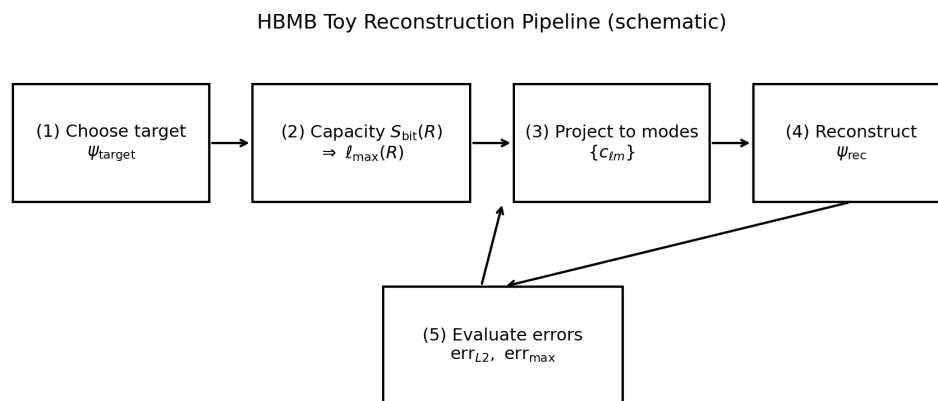 HBMB Toy Reconstruction Pipeline (schematic)
(1) Choose target
ψ_target
(2) Capacity S_bit(R)
⇒ ℓ_max(R)
(3) Project to modes
{c_ℓm}
(4) Reconstruct
ψ_rec
(5) Evaluate errors
err_L2, err_max